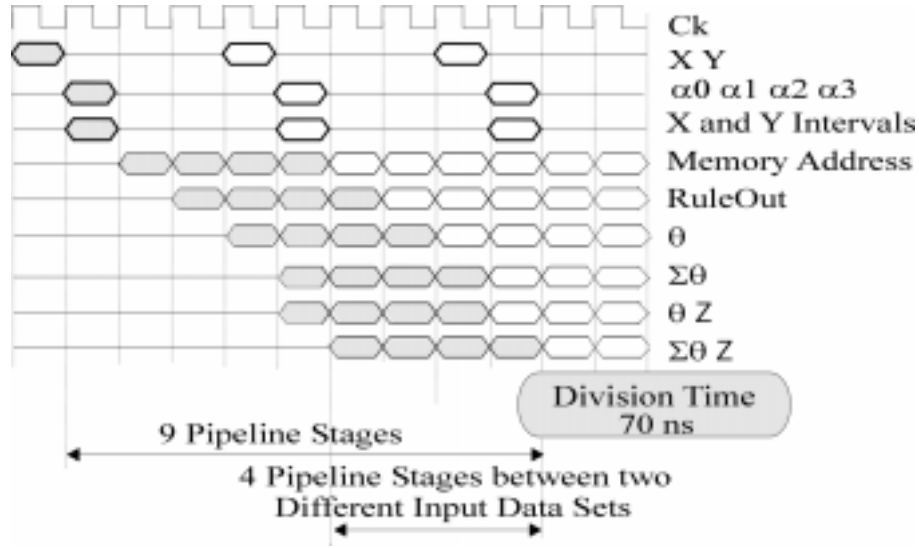 Ck
X Y
α0 α1 α2 α3
X and Y Intervals
Memory Address
RuleOut
θ
Σθ
θ Z
Σθ Z
Division Time
70 ns
9 Pipeline Stages
4 Pipeline Stages between two
Different Input Data Sets